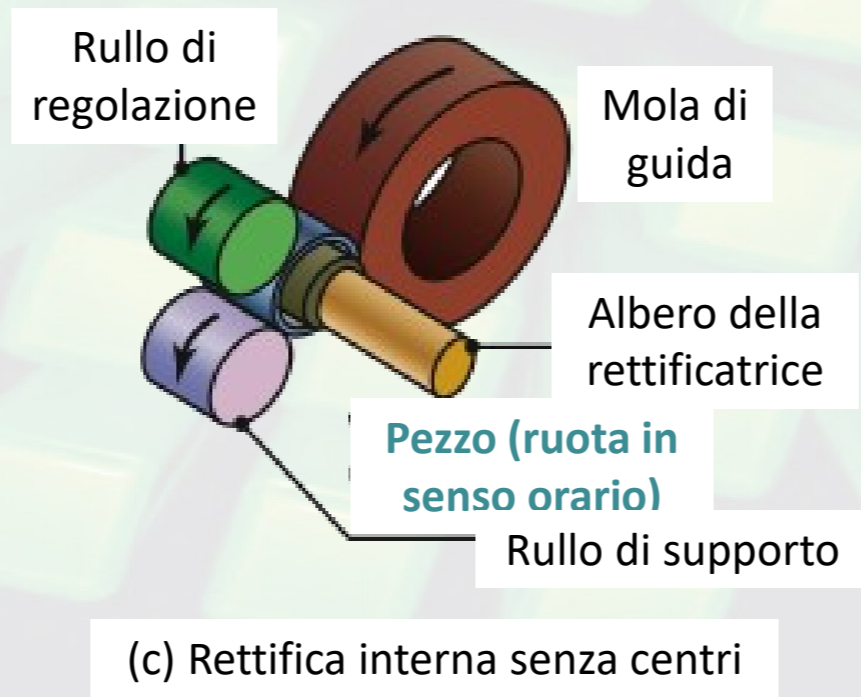 Rullo di
regolazione
Mola di
guida
Albero della
rettificatrice
Pezzo (ruota in
senso orario)
Rullo di supporto
(c) Rettifica interna senza centri